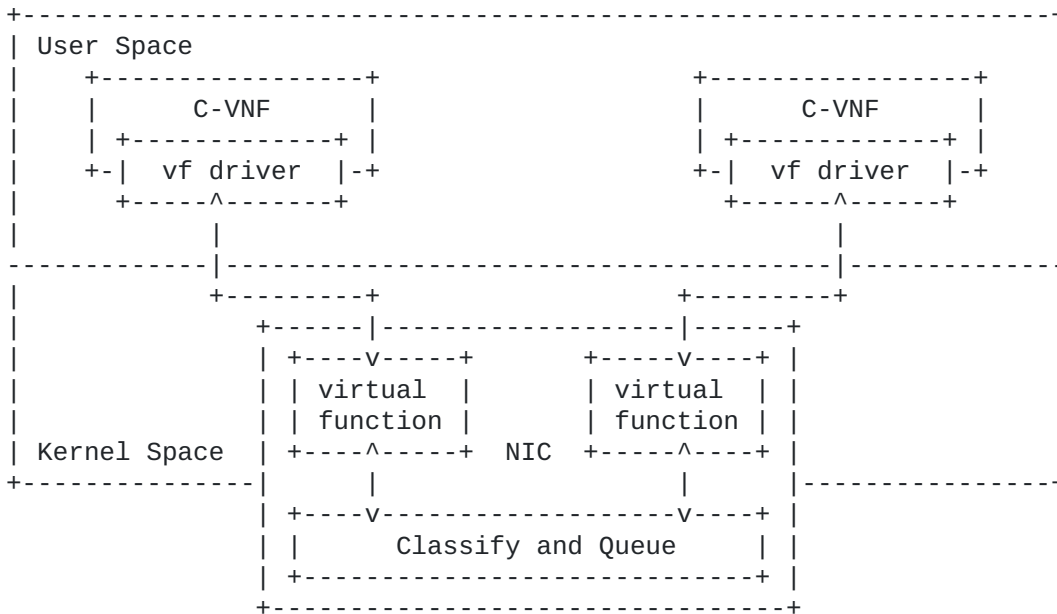 User Space
C-VNF C-VNF
vf driver vf driver
virtual virtual
function function
Kernel Space NIC
Classify and Queue